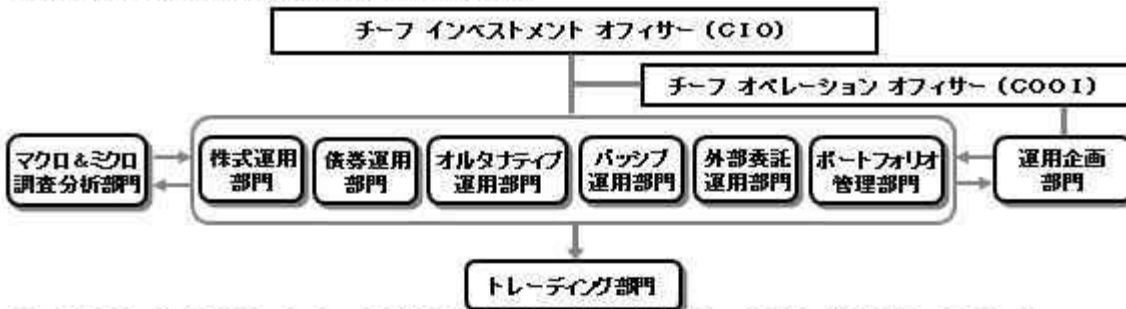 チーフ インベストメント オフィサー (CIO)
チーフ オペレーション オフィサー (COOI)
マクロ&ミクロ
調査分析部門
株式運用
部門
債券運用
部門
オルタナティブ
運用部門
パッシブ
運用部門
外部委託
運用部門
ポートフォリオ
管理部門
運用企画
部門
トレーディング部門